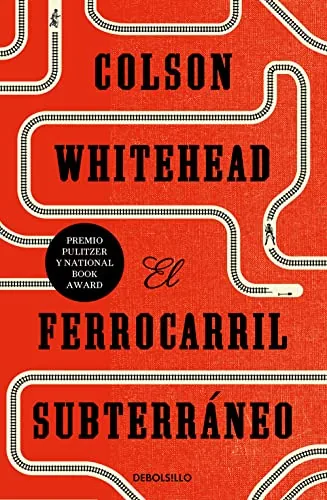 COLSON
WHITEHEAD
PREMIO
PULITZER
Y NATIONAL
BOOK
AWARD
El
FERROCARRIL
SUBTERRÁNEO
DEBOLSILLO